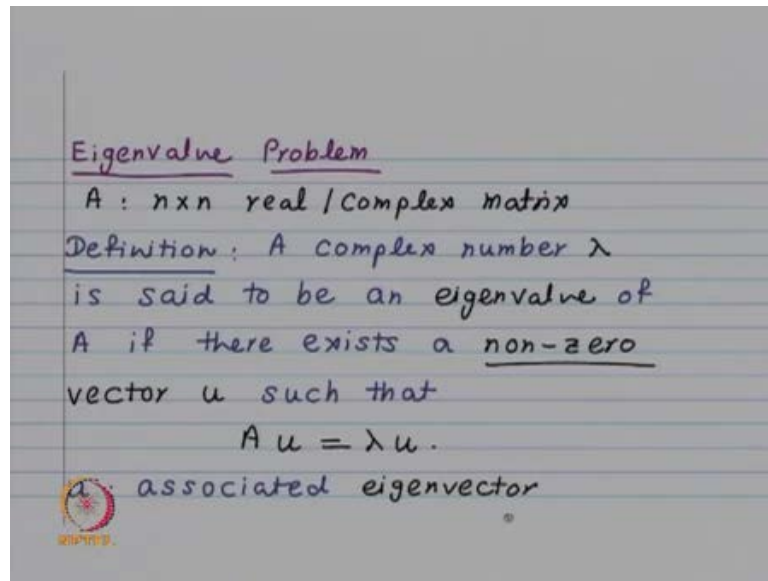 Eigenvalue Problem
A : n×n real / complex matrix
Definition : A complex number λ
is said to be an eigenvalue of
A if there exists a non-zero
vector u such that
A u = λ u .
: associated eigenvector
NPTEL